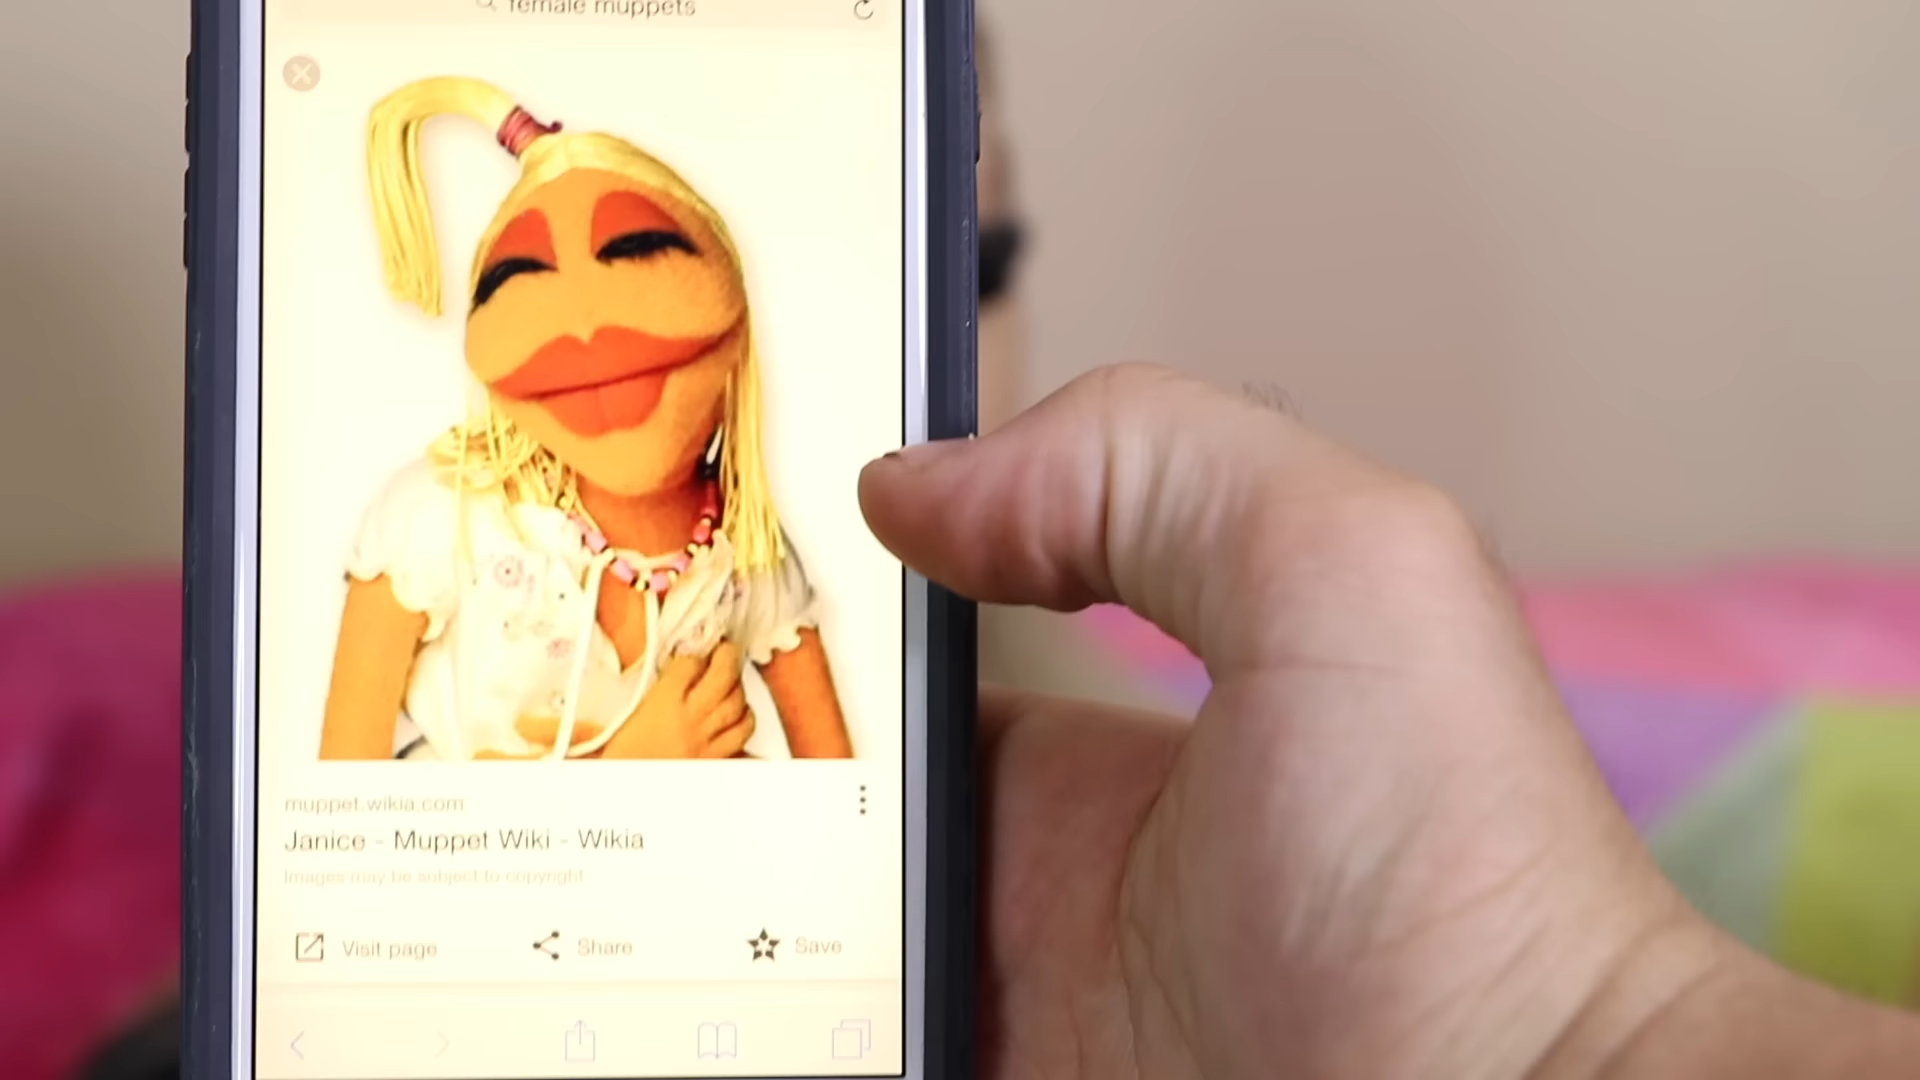 female muppets
muppet.wikia.com
Janice - Muppet Wiki - Wikia
Images may be subject to copyright
Visit page
Share
Save